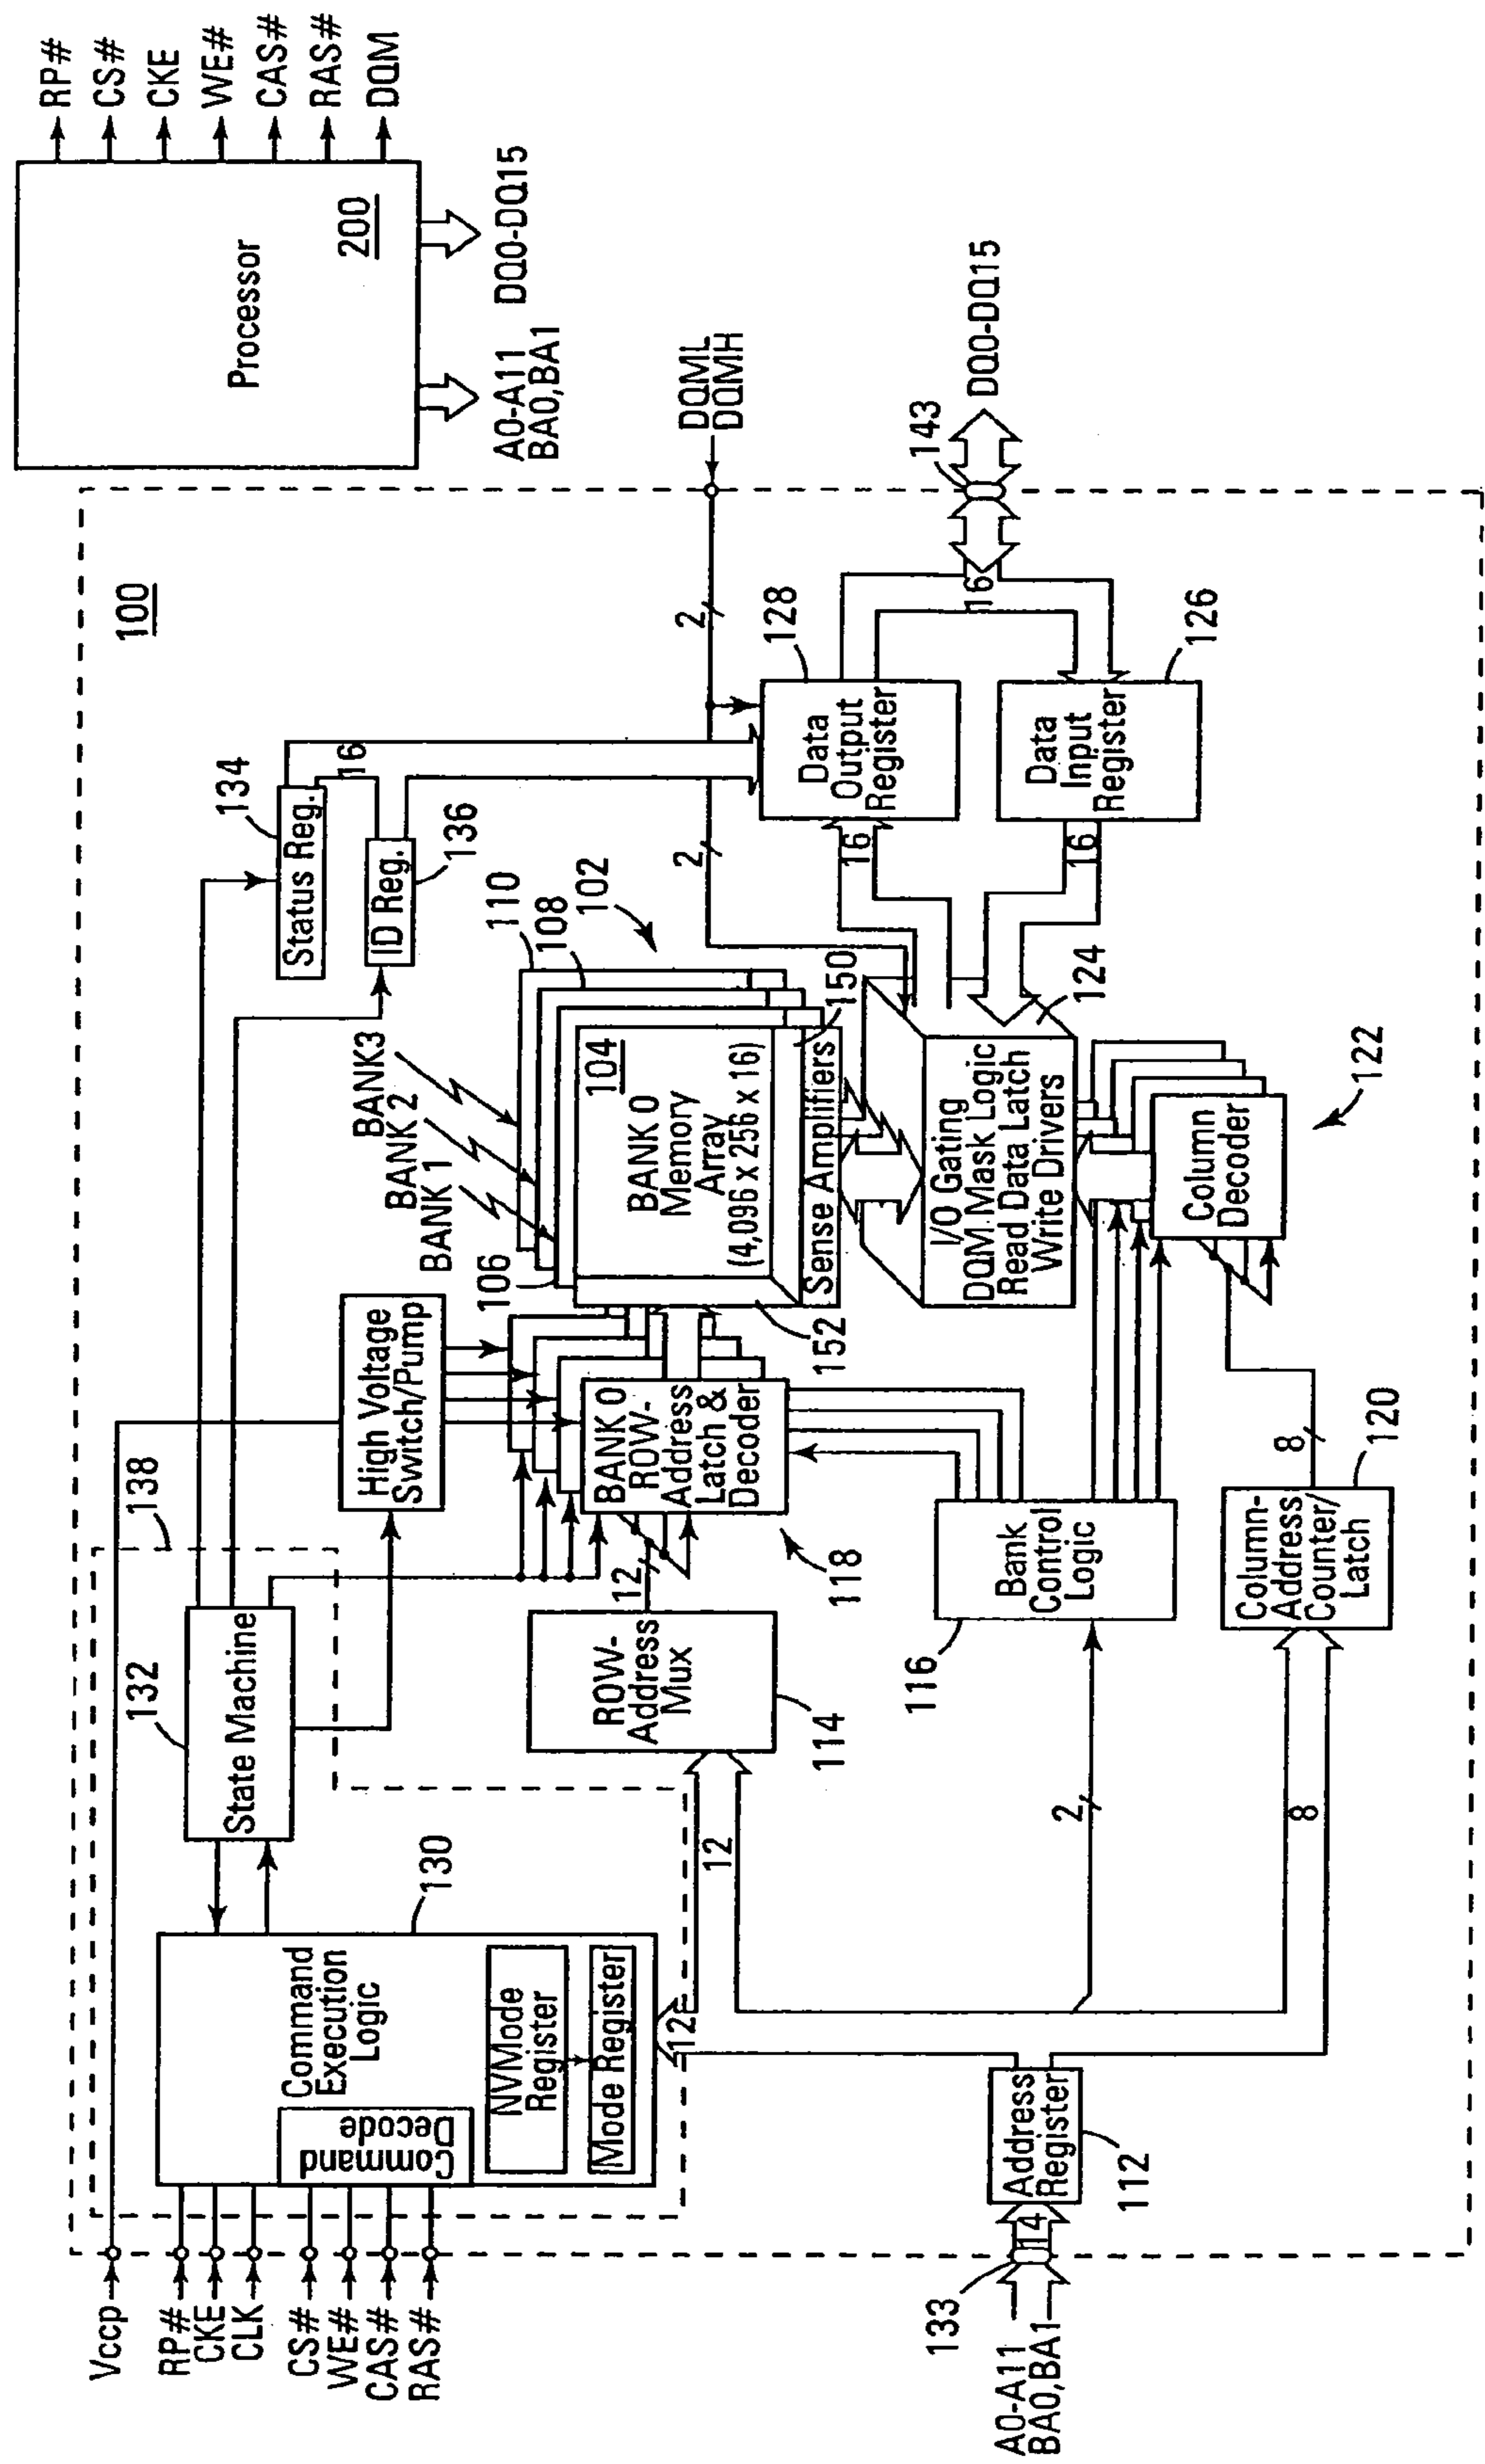 Vccp
RP#
CKE
CLK
CS#
WE#
CAS#
RAS#
133
A0-A11
BA0,BA1
14
Address
Register
112
Command
Execution
Logic
130
Command
Decode
NVMode
Register
Mode Register
12
12
2
8
132
State Machine
138
ROW-
Address
Mux
114
12
High Voltage
Switch/Pump
BANK 0
ROW-
Address
Latch &
Decoder
118
Bank
Control
Logic
116
Column-
Address
Counter/
Latch
120
8
BANK3
BANK 2
BANK 1
106
108
110
102
104
BANK 0
Memory
Array
(4,096 x 256 x 16)
Sense Amplifiers
150
152
I/O Gating
DQM Mask Logic
Read Data Latch
Write Drivers
124
Column
Decoder
122
134
Status Reg.
16
ID Reg.
136
2
2
16
16
Data
Output
Register
128
Data
Input
Register
126
16
143
DQ0-DQ15
DQML
DQMH
100
Processor
200
RP#
CS#
CKE
WE#
CAS#
RAS#
DQM
A0-A11
BA0,BA1
DQ0-DQ15